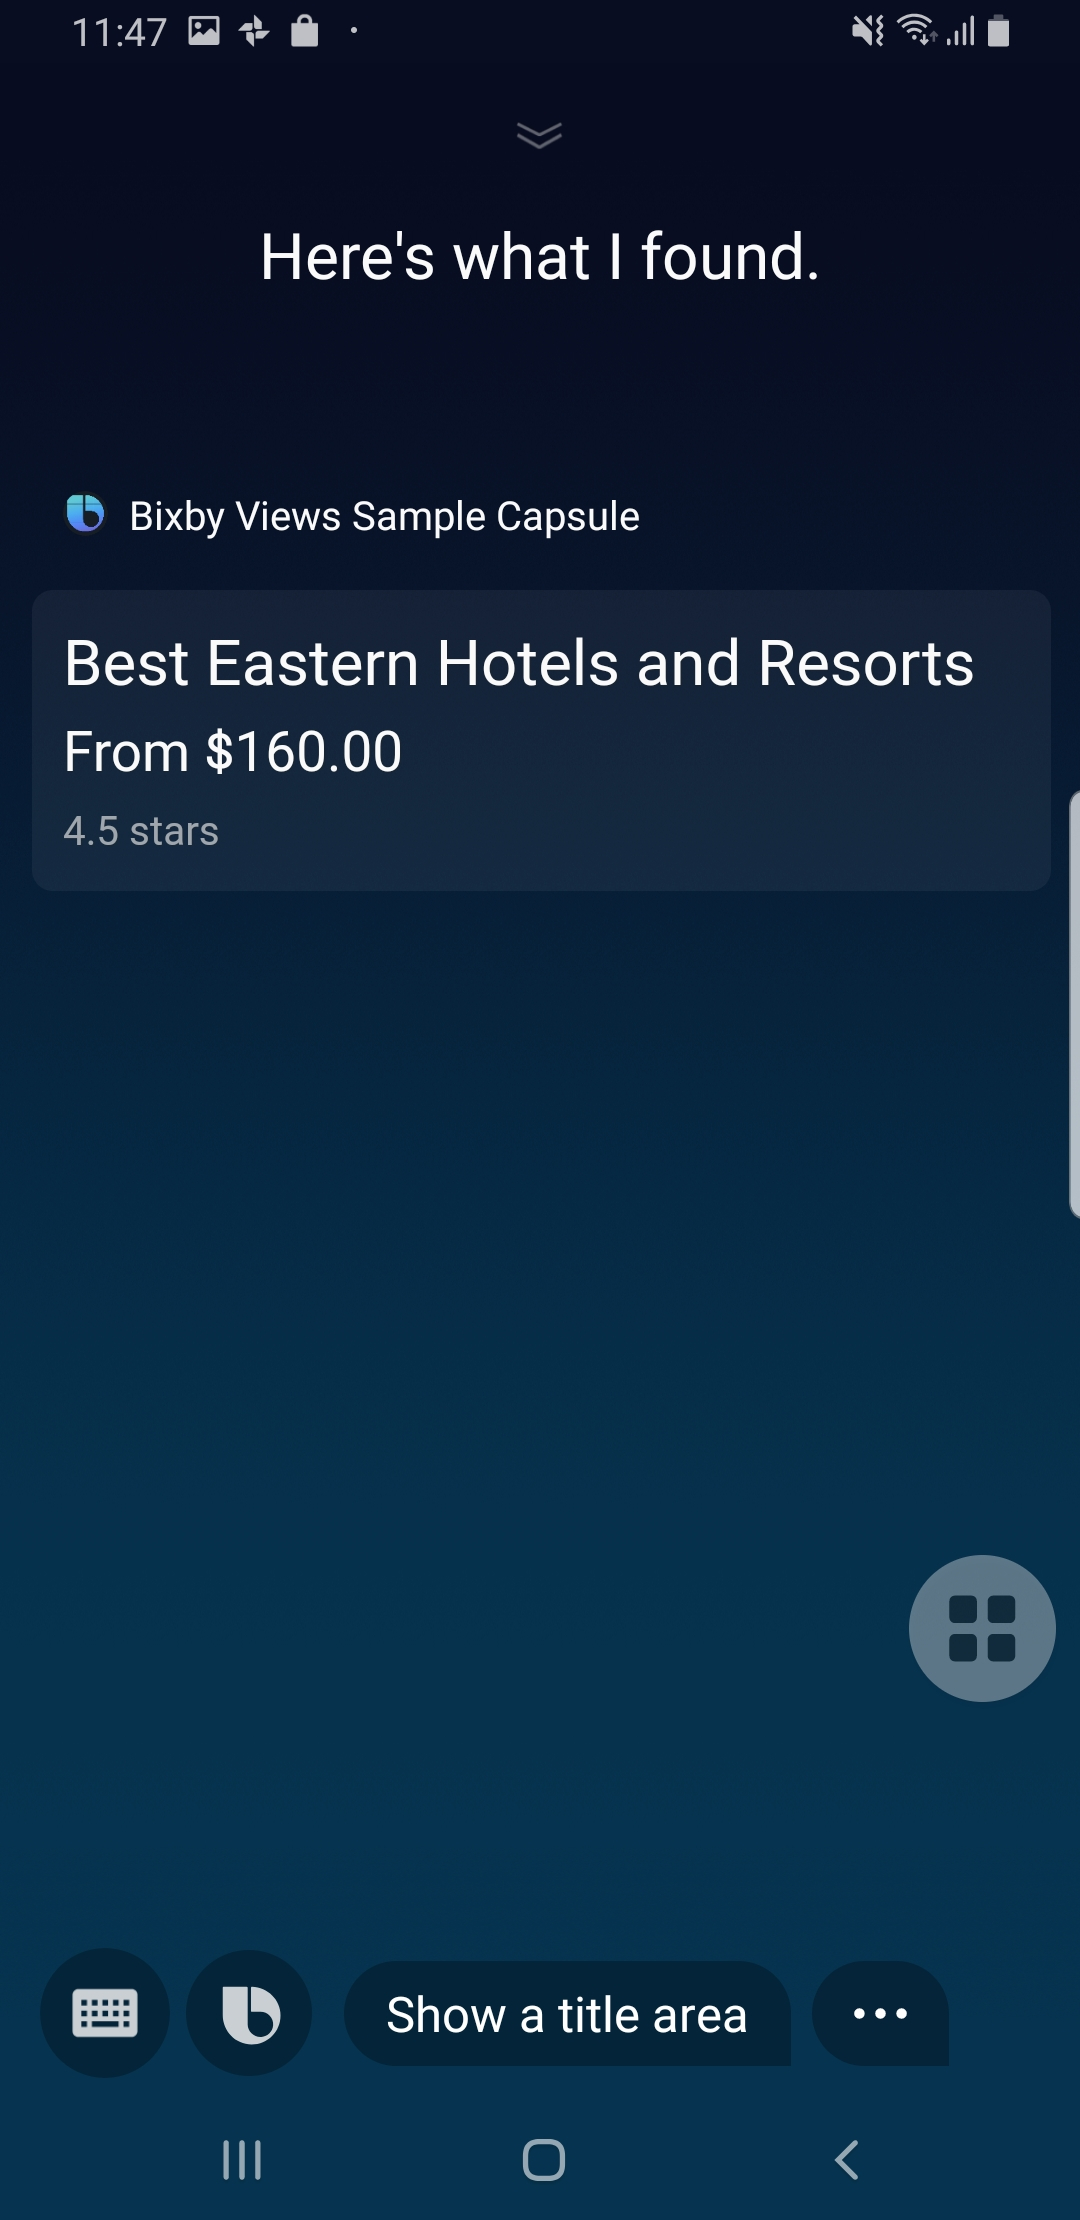 11:47
Here's what I found.
Bixby Views Sample Capsule
Best Eastern Hotels and Resorts
From $160.00
4.5 stars
Show a title area